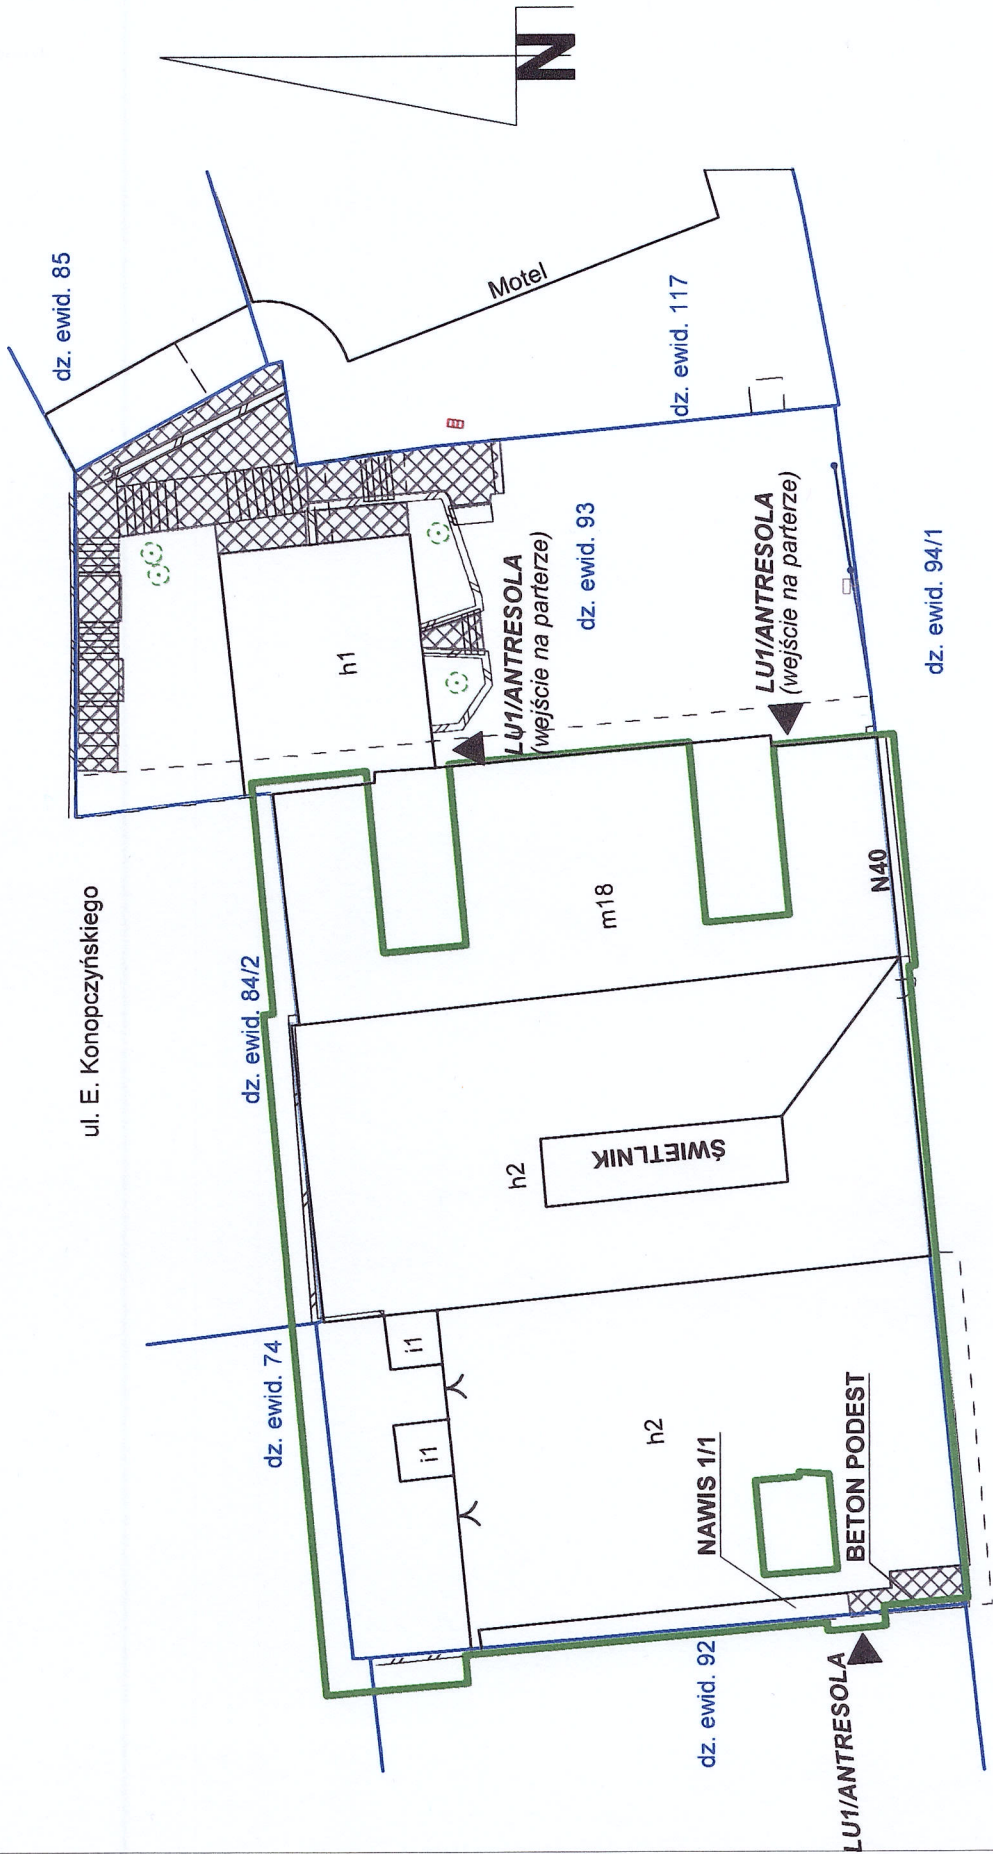 ul. E. Konopczyńskiego
dz. ewid. 74
dz. ewid. 84/2
dz. ewid. 85
i1
i1
h1
Motel
N
h2
h2
ŚWIETLNIK
m18
LU1/ANTRESOLA
(wejście na parterze)
dz. ewid. 93
dz. ewid. 117
dz. ewid. 92
NAWIS 1/1
LU1/ANTRESOLA
(wejście na parterze)
BETON PODEST
N40
LU1/ANTRESOLA
dz. ewid. 94/1